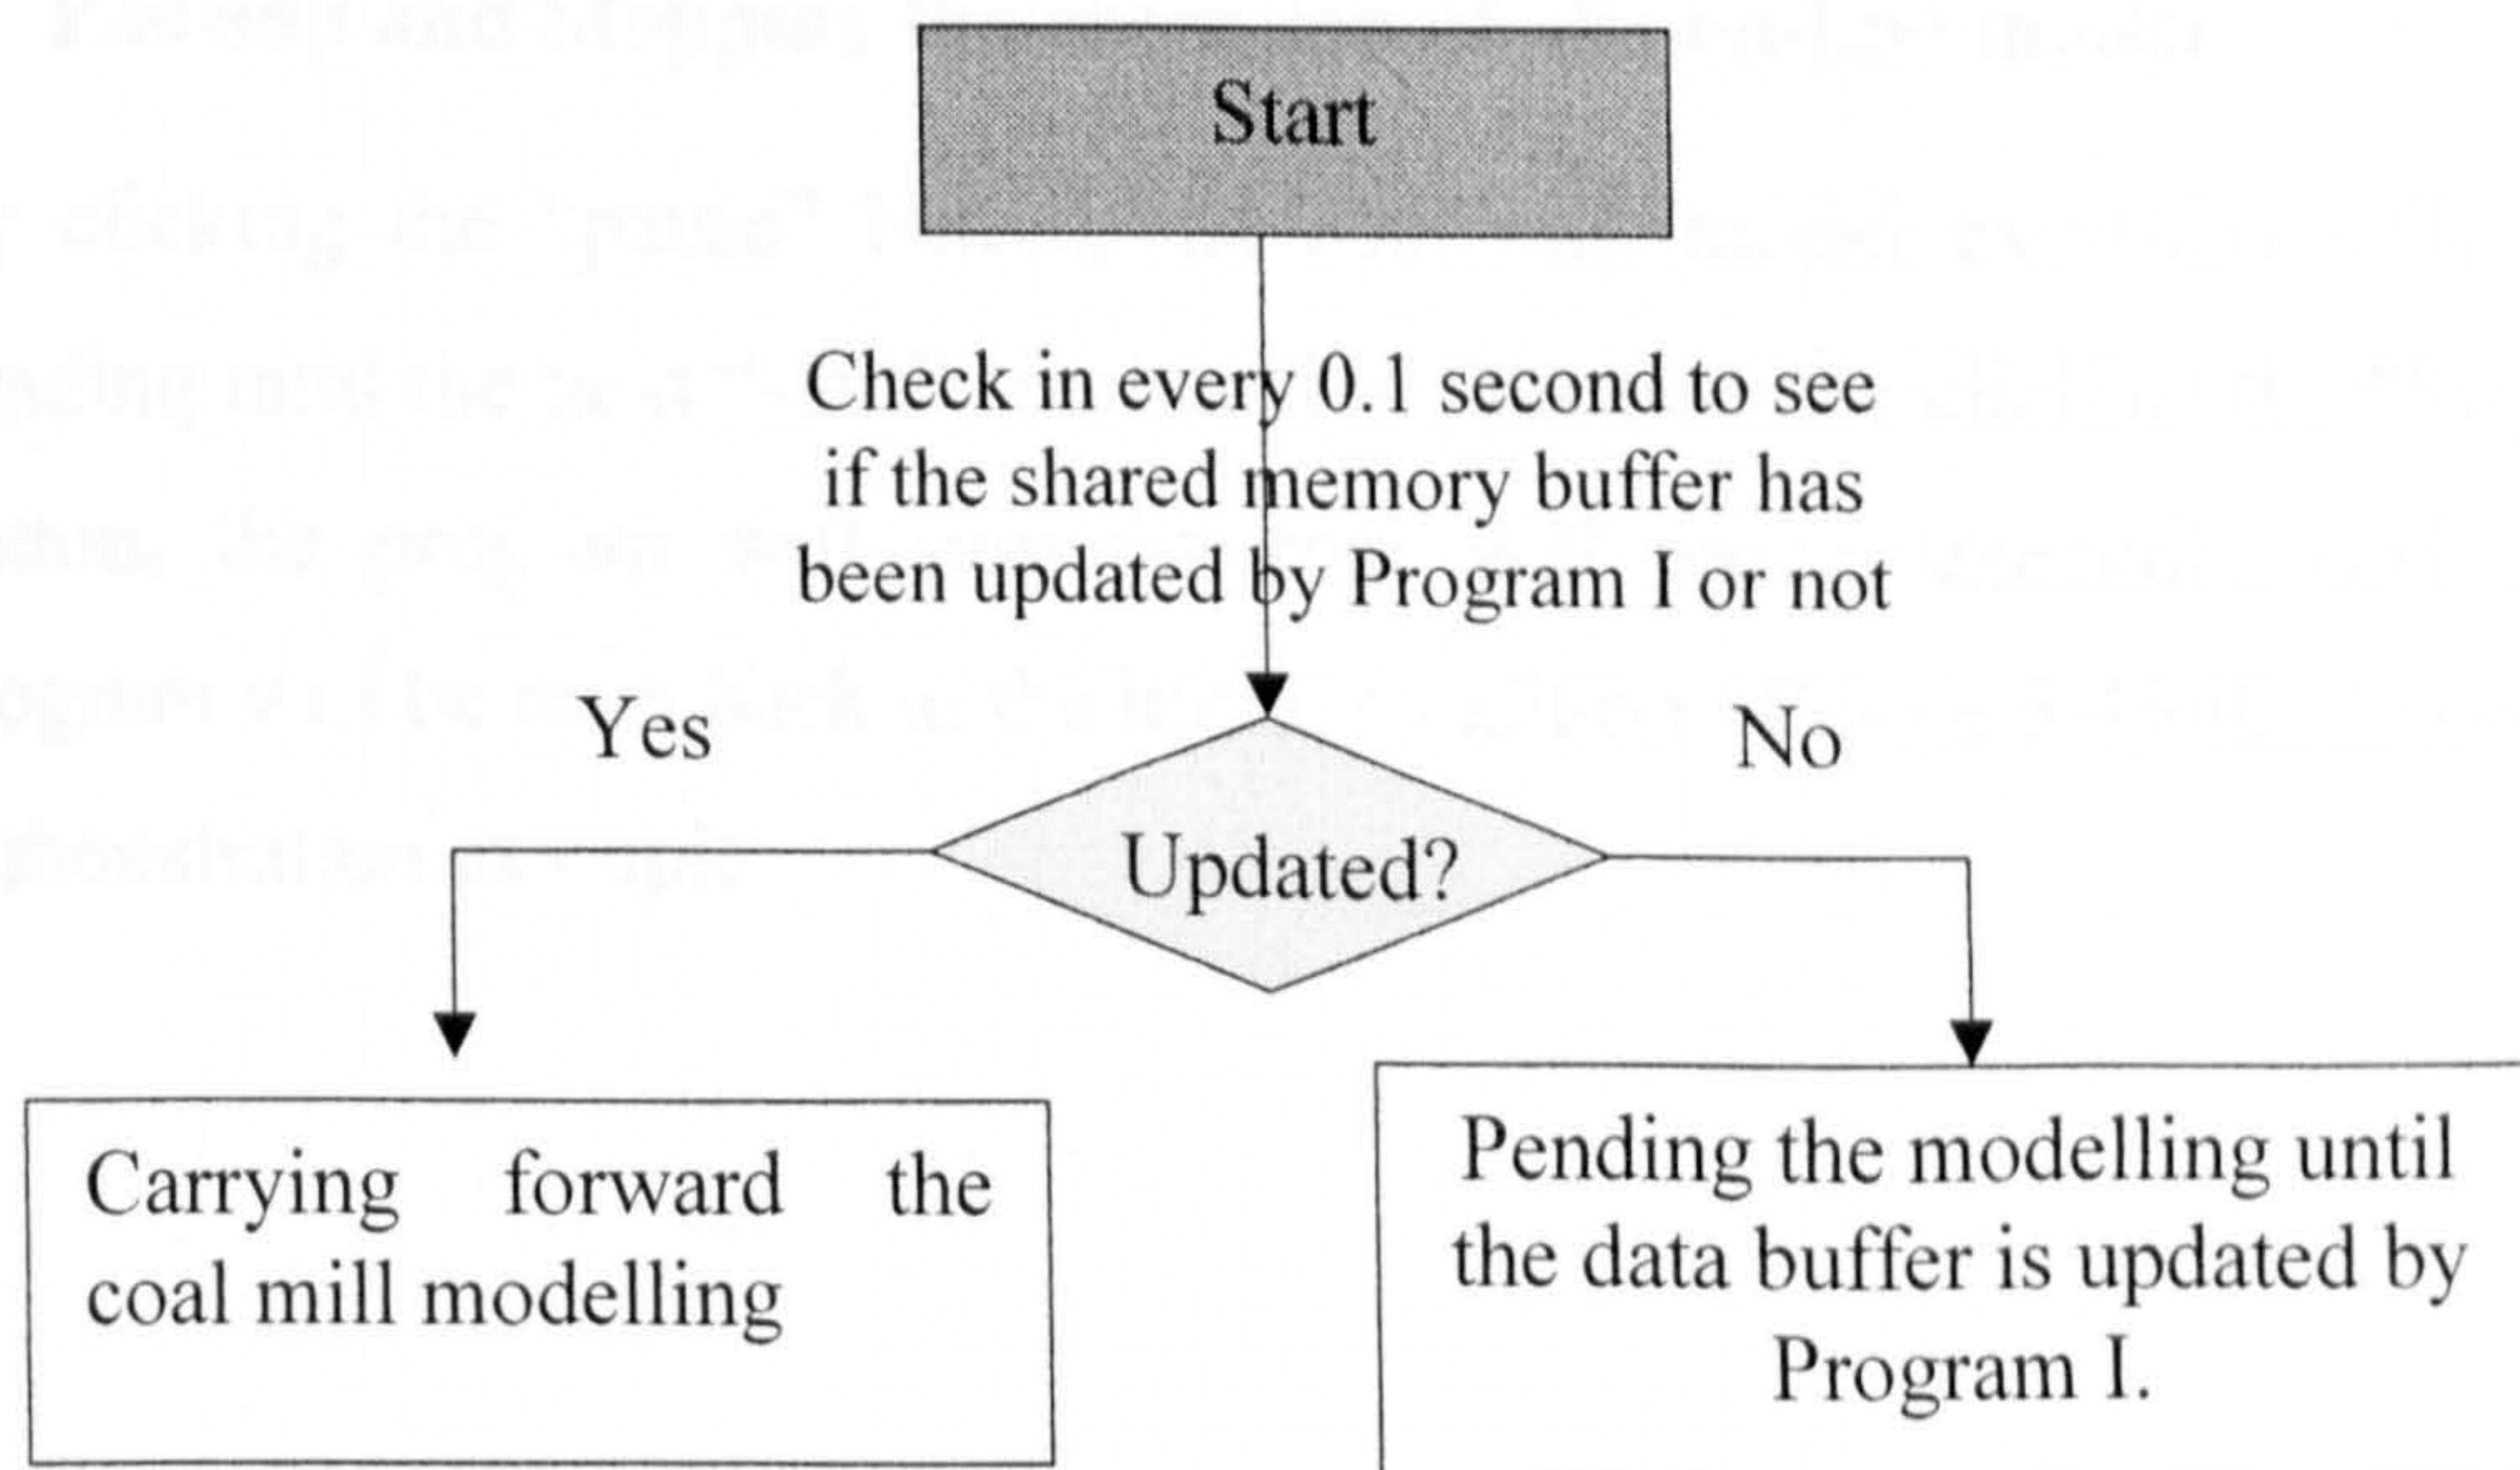 Start
Check in every 0.1 second to see
if the shared memory buffer has
been updated by Program I or not
Yes
No
Updated?
Carrying forward the
coal mill modelling
Pending the modelling until
the data buffer is updated by
Program I.